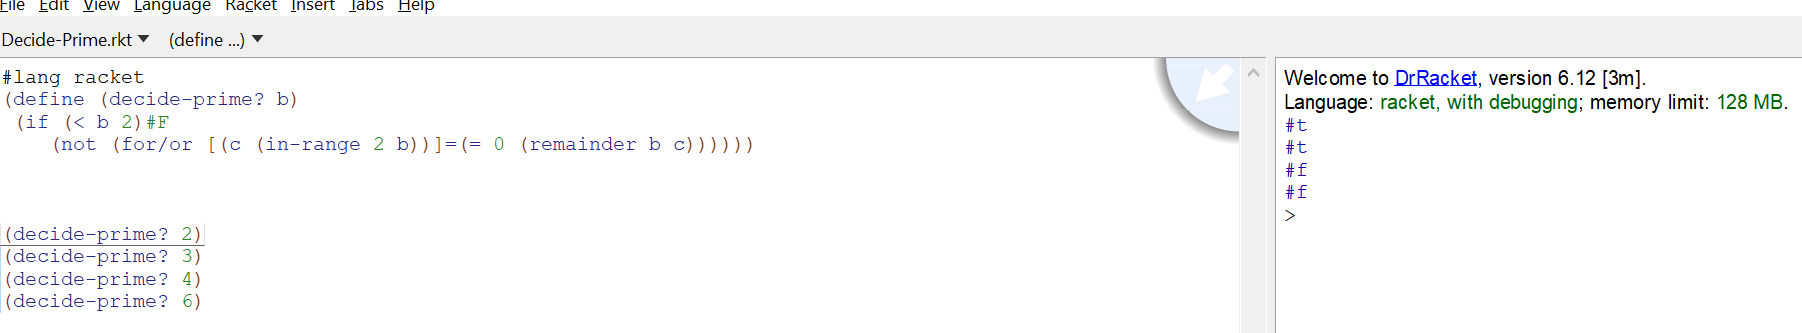 File Edit View Language Racket Insert Tabs Help
Decide-Prime.rkt (define ...)
#lang racket
(define (decide-prime? b)
(if (< b 2)#F
(not (for/or [(c (in-range 2 b))]=(= 0 (remainder b c))))))
(decide-prime? 2)
(decide-prime? 3)
(decide-prime? 4)
(decide-prime? 6)
Welcome to DrRacket, version 6.12 [3m].
Language: racket, with debugging; memory limit: 128 MB.
#t
#t
#f
#f
>